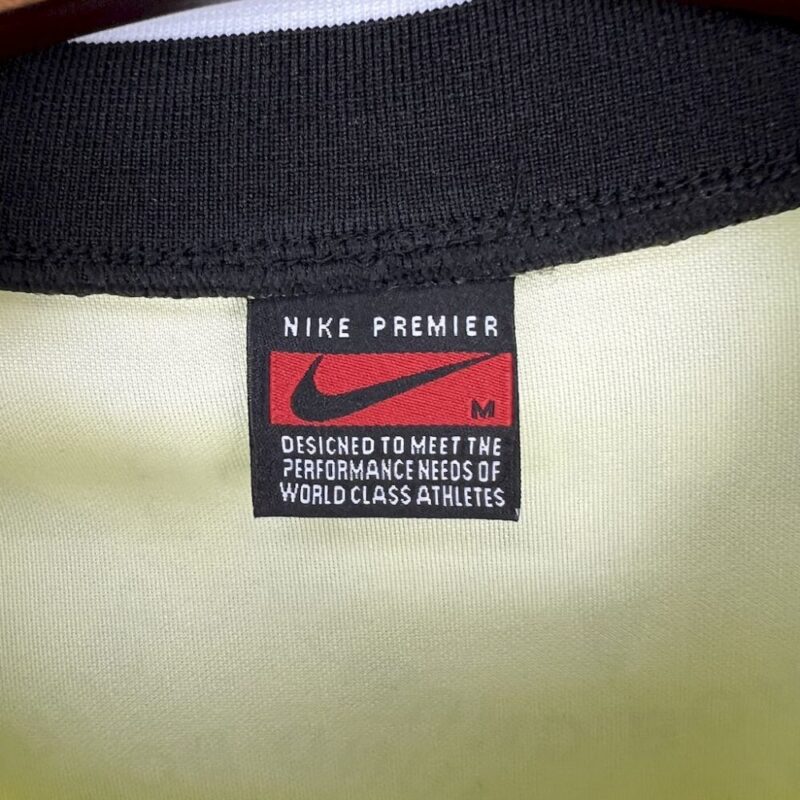 NIKE PREMIER
M
DESIGNED TO MEET THE
PERFORMANCE NEEDS OF
WORLD CLASS ATHLETES